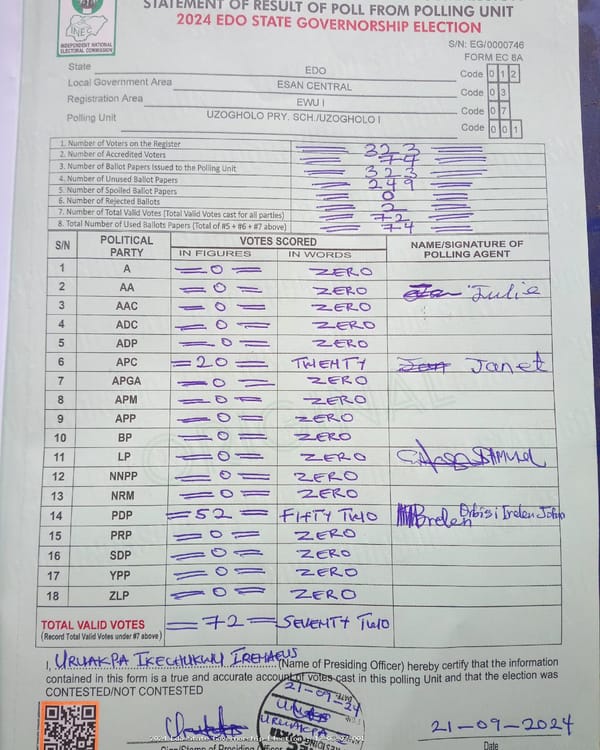 STATEMENT OF RESULT OF POLL FROM POLLING UNIT
2024 EDO STATE GOVERNORSHIP ELECTION
INEC
INDEPENDENT NATIONAL ELECTORAL COMMISSION
S/N: EG/0000746
FORM EC 8A
State EDO Code 0 1 2
Local Government Area ESAN CENTRAL Code 0 3
Registration Area EWU I Code 0 7
Polling Unit UZOGHOLO PRY. SCH./UZOGHOLO I Code 0 0 1
1. Number of Voters on the Register 323
2. Number of Accredited Voters 74
3. Number of Ballot Papers Issued to the Polling Unit 323
4. Number of Unused Ballot Papers 249
5. Number of Spoiled Ballot Papers 0
6. Number of Rejected Ballots 2
7. Number of Total Valid Votes (Total Valid Votes cast for all parties) 72
8. Total Number of Used Ballots Papers (Total of #5 + #6 + #7 above) 74
S/N POLITICAL PARTY VOTES SCORED NAME/SIGNATURE OF POLLING AGENT
IN FIGURES IN WORDS
1 A =0= ZERO
2 AA =0= ZERO Julie
3 AAC =0= ZERO
4 ADC =0= ZERO
5 ADP =0= ZERO
6 APC =20= TWENTY Janet
7 APGA =0= ZERO
8 APM =0= ZERO
9 APP =0= ZERO
10 BP =0= ZERO
11 LP =0= ZERO
12 NNPP =0= ZERO
13 NRM =0= ZERO
14 PDP =52= FIFTY TWO
15 PRP =0= ZERO
16 SDP =0= ZERO
17 YPP =0= ZERO
18 ZLP =0= ZERO
TOTAL VALID VOTES =72= SEVENTY TWO
(Record Total Valid Votes under #7 above)
I, URUAKPA IKECHUKWU IREHAEUS (Name of Presiding Officer) hereby certify that the information
contained in this form is a true and accurate account of votes cast in this polling Unit and that the election was
CONTESTED/NOT CONTESTED
21-09-24
URUAKPA
21-09-2024
Date